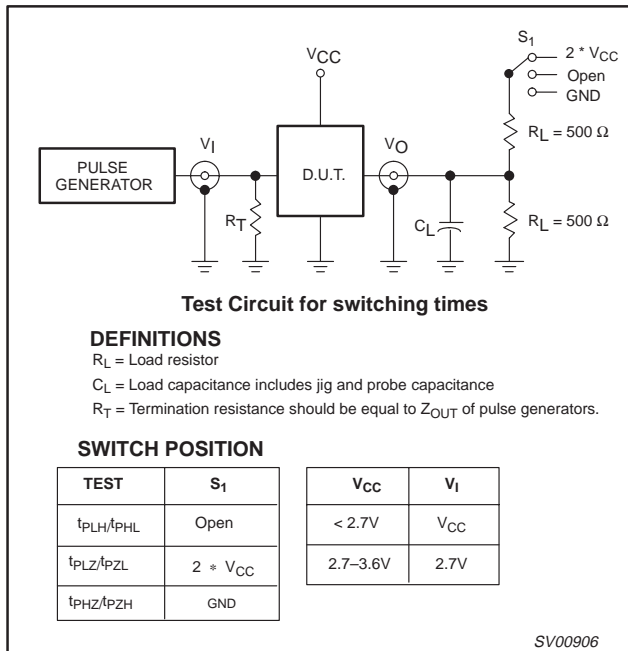 S1
2 * VCC
Open
GND
VCC
RL = 500 Ω
VI
VO
PULSE
GENERATOR
D.U.T.
RT
CL
RL = 500 Ω
Test Circuit for switching times
DEFINITIONS
RL = Load resistor
CL = Load capacitance includes jig and probe capacitance
RT = Termination resistance should be equal to ZOUT of pulse generators.
SWITCH POSITION
TEST S1
tPLH/tPHL Open
tPLZ/tPZL 2 * VCC
tPHZ/tPZH GND
VCC VI
< 2.7V VCC
2.7–3.6V 2.7V
SV00906